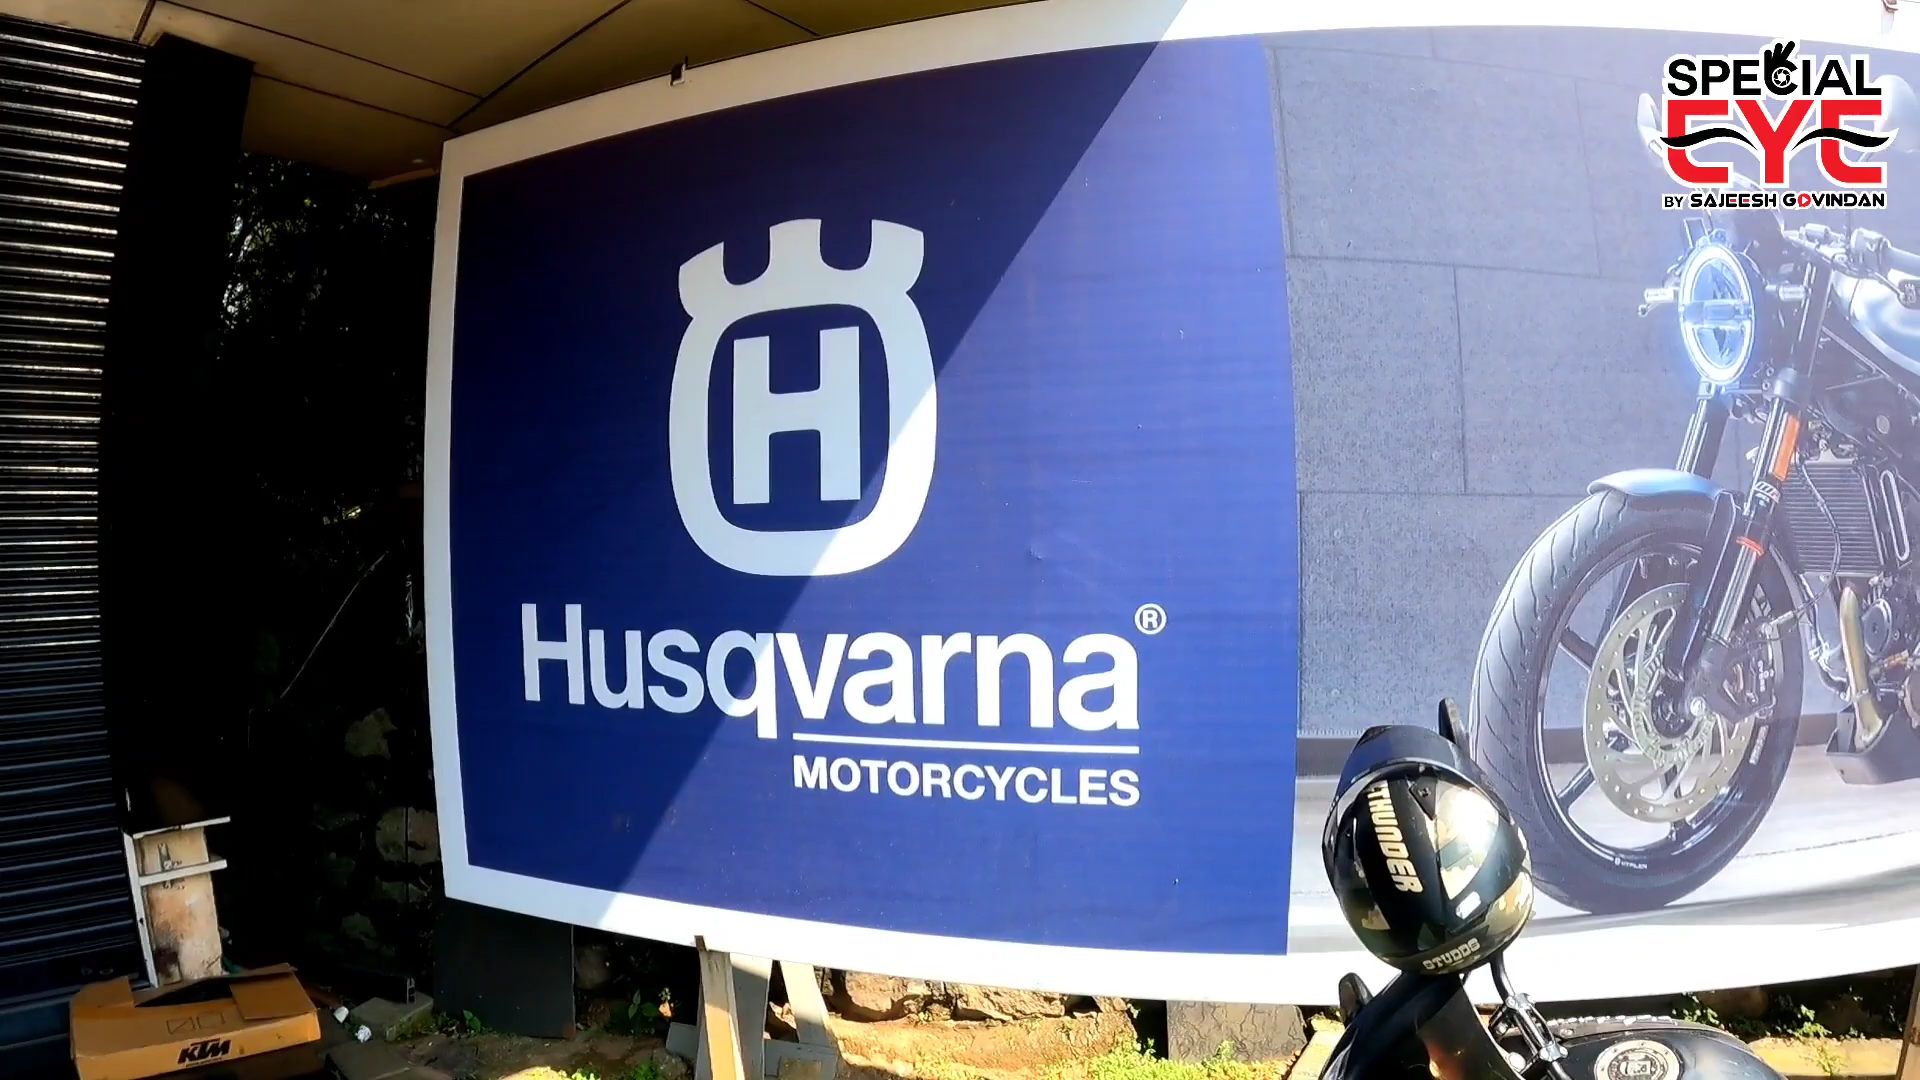 SPECIAL
EYE
BY SAJEESH GOVINDAN
H
Husqvarna®
MOTORCYCLES
THUNDER
STUDDS
KTM